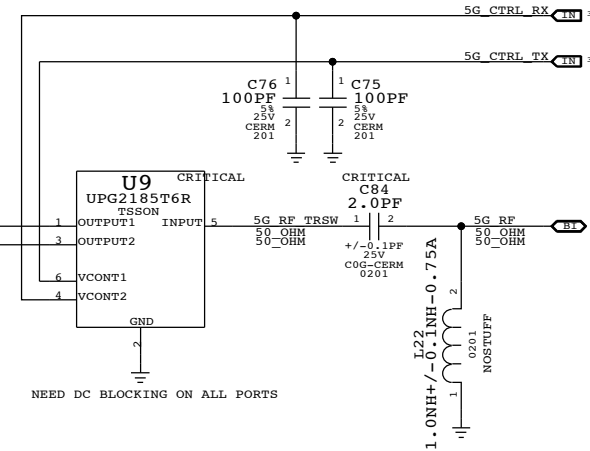 5G_CTRL_RX
IN
5G_CTRL_TX
IN
C76
100PF
5%
25V
CERM
201
1
2
C75
100PF
5%
25V
CERM
201
1
2
U9
CRITICAL
UPG2185T6R
TSSON
1
OUTPUT1
3
OUTPUT2
6
VCONT1
4
VCONT2
INPUT
5
GND
2
5G_RF_TRSW
50_OHM
50_OHM
CRITICAL
C84
2.0PF
1
2
+/-0.1PF
25V
C0G-CERM
0201
5G_RF
50_OHM
50_OHM
BI
L22
1.0NH+/-0.1NH-0.75A
2
1
0201
NOSTUFF
NEED DC BLOCKING ON ALL PORTS